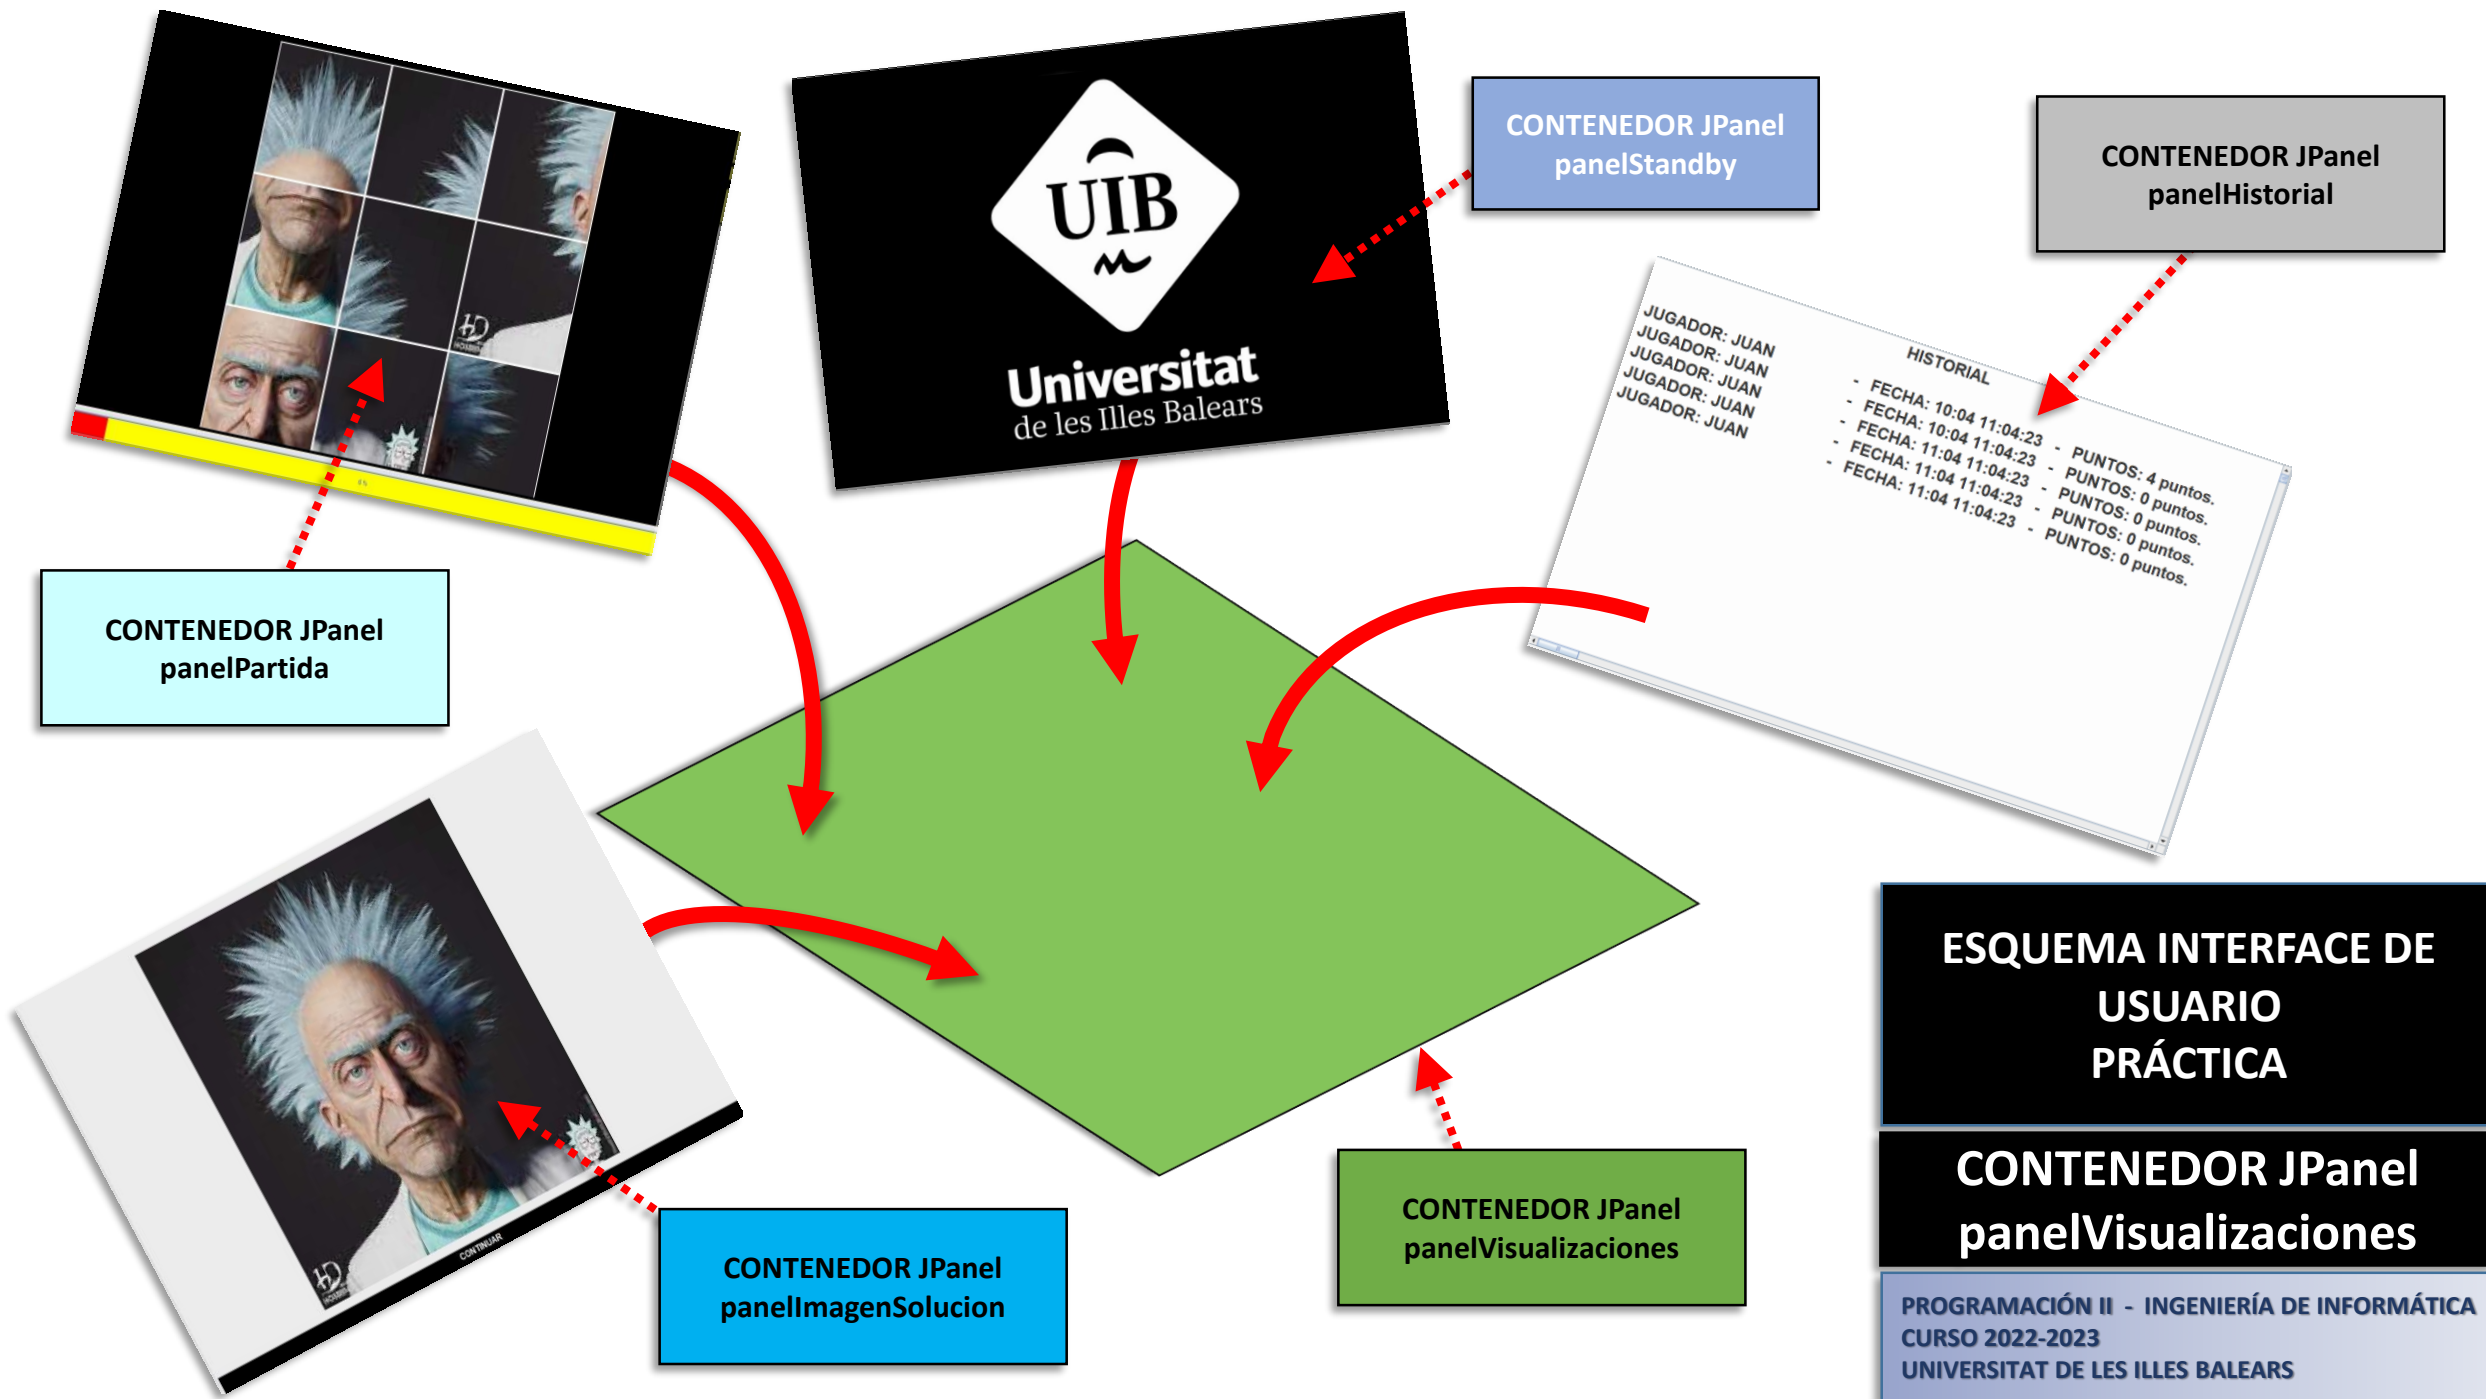 UIB
Universitat
de les Illes Balears
CONTENEDOR JPanel
panelStandby
CONTENEDOR JPanel
panelHistorial
HISTORIAL
JUGADOR: JUAN - FECHA: 10:04 11:04:23 - PUNTOS: 4 puntos.
JUGADOR: JUAN - FECHA: 10:04 11:04:23 - PUNTOS: 0 puntos.
JUGADOR: JUAN - FECHA: 11:04 11:04:23 - PUNTOS: 0 puntos.
JUGADOR: JUAN - FECHA: 11:04 11:04:23 - PUNTOS: 0 puntos.
JUGADOR: JUAN - FECHA: 11:04 11:04:23 - PUNTOS: 0 puntos.
CONTENEDOR JPanel
panelPartida
CONTINUAR
CONTENEDOR JPanel
panelImagenSolucion
CONTENEDOR JPanel
panelVisualizaciones
ESQUEMA INTERFACE DE
USUARIO
PRÁCTICA
CONTENEDOR JPanel
panelVisualizaciones
PROGRAMACIÓN II - INGENIERÍA DE INFORMÁTICA
CURSO 2022-2023
UNIVERSITAT DE LES ILLES BALEARS